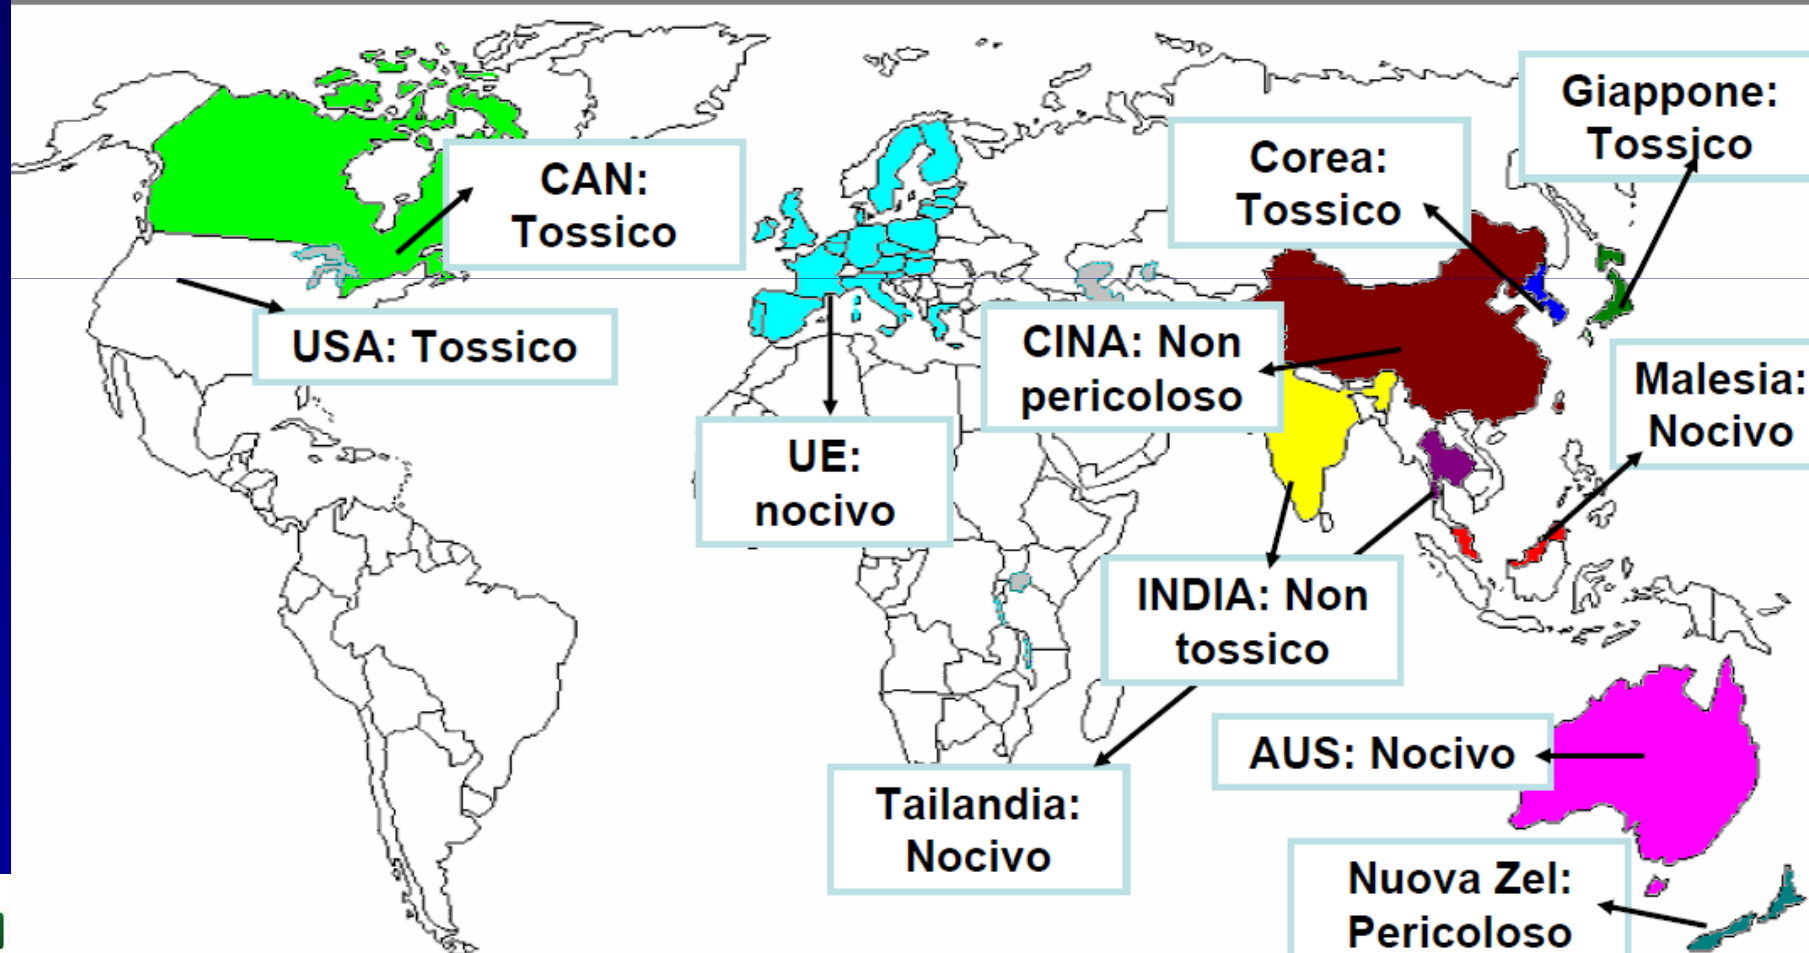 Giappone:
Tossico
Corea:
Tossico
CAN:
Tossico
USA: Tossico
CINA: Non
pericoloso
Malesia:
Nocivo
UE:
nocivo
INDIA: Non
tossico
AUS: Nocivo
Tailandia:
Nocivo
Nuova Zel:
Pericoloso